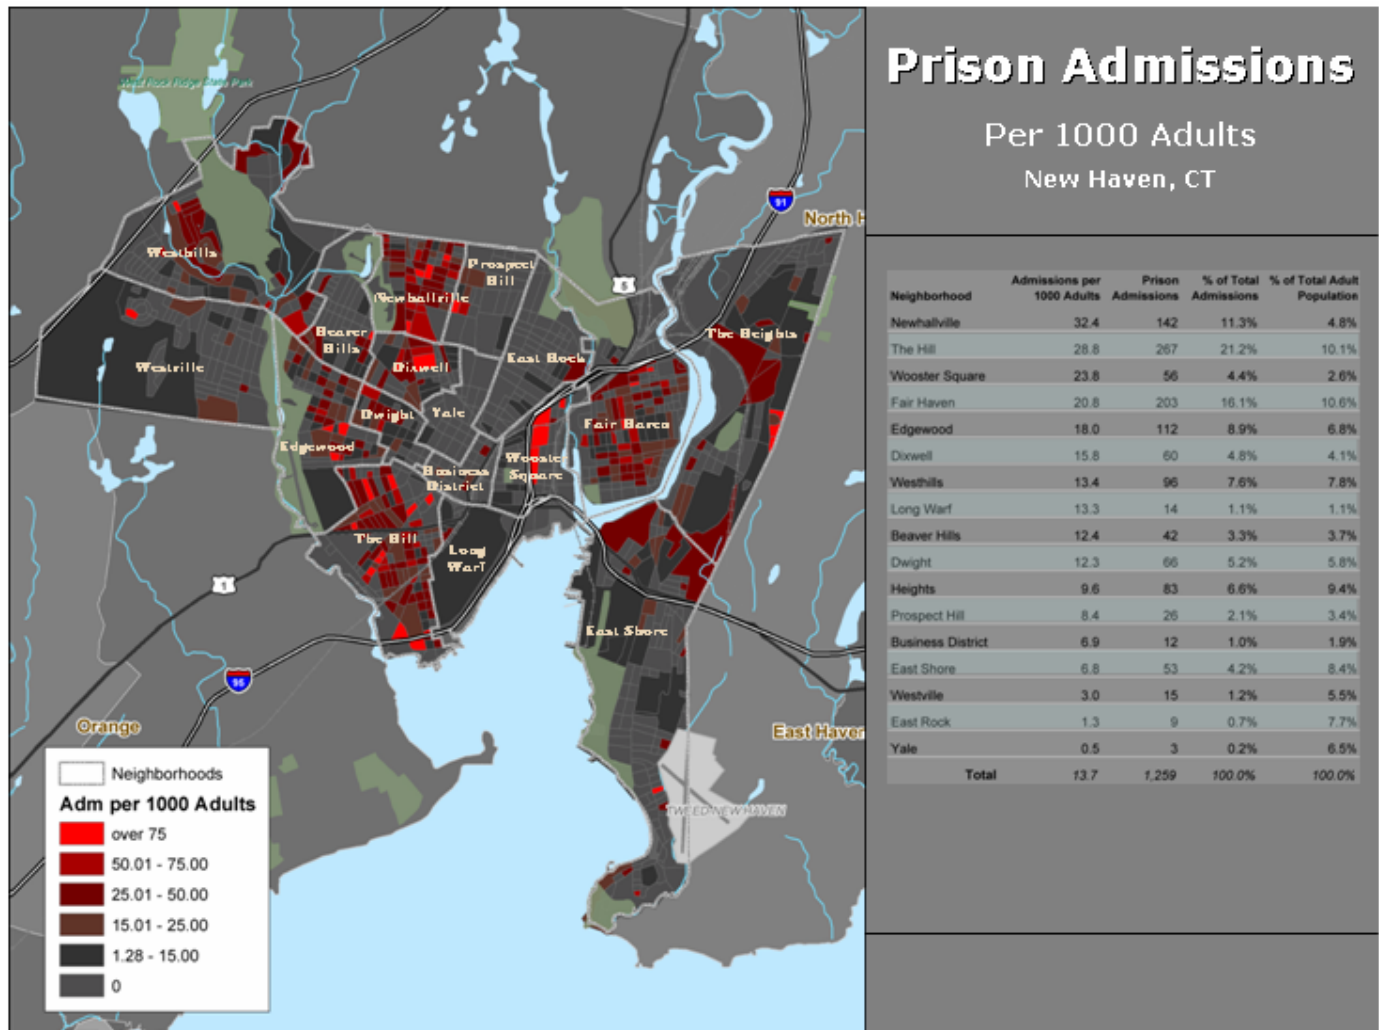 West Rock Ridge State Park
91
North H
5
Westhills
Prospect
Hill
Newhallville
The Heights
Beaver
Hills
East Rock
Westville
Dixwell
Dwight
Yale
Fair Haven
Edgewood
Wooster
Square
Business
District
The Hill
Long
Warf
1
East Shore
95
Orange
East Haven
TWEED-NEW HAVEN
Neighborhoods
Adm per 1000 Adults
over 75
50.01 - 75.00
25.01 - 50.00
15.01 - 25.00
1.28 - 15.00
0
Prison Admissions
Per 1000 Adults
New Haven, CT
Neighborhood Admissions per 1000 Adults Prison Admissions % of Total Admissions % of Total Adult Population
Newhallville 32.4 142 11.3% 4.8%
The Hill 28.8 267 21.2% 10.1%
Wooster Square 23.8 56 4.4% 2.6%
Fair Haven 20.8 203 16.1% 10.6%
Edgewood 18.0 112 8.9% 6.8%
Dixwell 15.8 60 4.8% 4.1%
Westhills 13.4 96 7.6% 7.8%
Long Warf 13.3 14 1.1% 1.1%
Beaver Hills 12.4 42 3.3% 3.7%
Dwight 12.3 66 5.2% 5.8%
Heights 9.6 83 6.6% 9.4%
Prospect Hill 8.4 26 2.1% 3.4%
Business District 6.9 12 1.0% 1.9%
East Shore 6.8 53 4.2% 8.4%
Westville 3.0 15 1.2% 5.5%
East Rock 1.3 9 0.7% 7.7%
Yale 0.5 3 0.2% 6.5%
Total 13.7 1,259 100.0% 100.0%